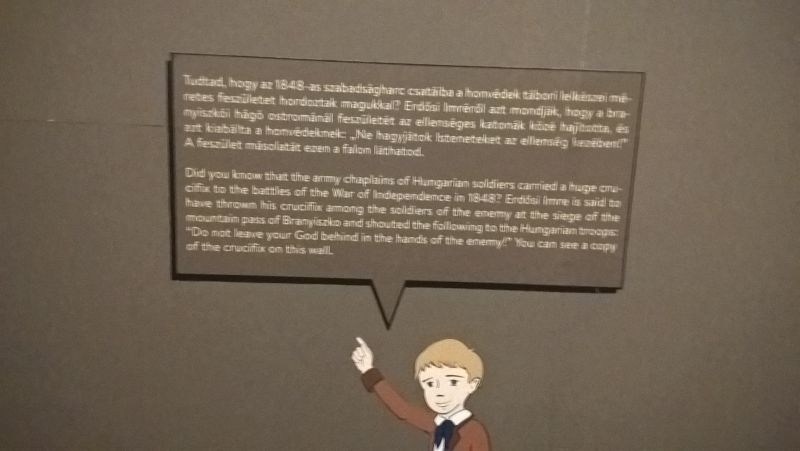 Tudtad, hogy az 1848-as szabadságharc csatáiba a honvédek tábori lelkészei mé-
retes feszületet hordoztak magukkal? Erdősi Imréről azt mondják, hogy a bra-
nyiszkói hágó ostrománál feszületét az ellenséges katonák közé hajította, és
azt kiabálta a honvédeknek: „Ne hagyjátok Isteneteket az ellenség kezében!”
A feszület másolatát ezen a falon láthatod.
Did you know that the army chaplains of Hungarian soldiers carried a huge cru-
cifix to the battles of the War of Independence in 1848? Erdősi Imre is said to
have thrown his crucifix among the soldiers of the enemy at the siege of the
mountain pass of Branyiszko and shouted the following to the Hungarian troops:
“Do not leave your God behind in the hands of the enemy!” You can see a copy
of the crucifix on this wall.